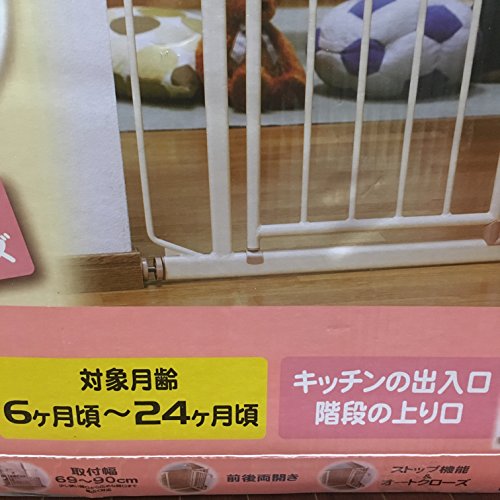 ズ
対象月齢
6ヶ月頃～24ヶ月頃
キッチンの出入口
階段の上り口
取付幅
69～90cm
前後両開き
ストップ機能
&
オートクローズ